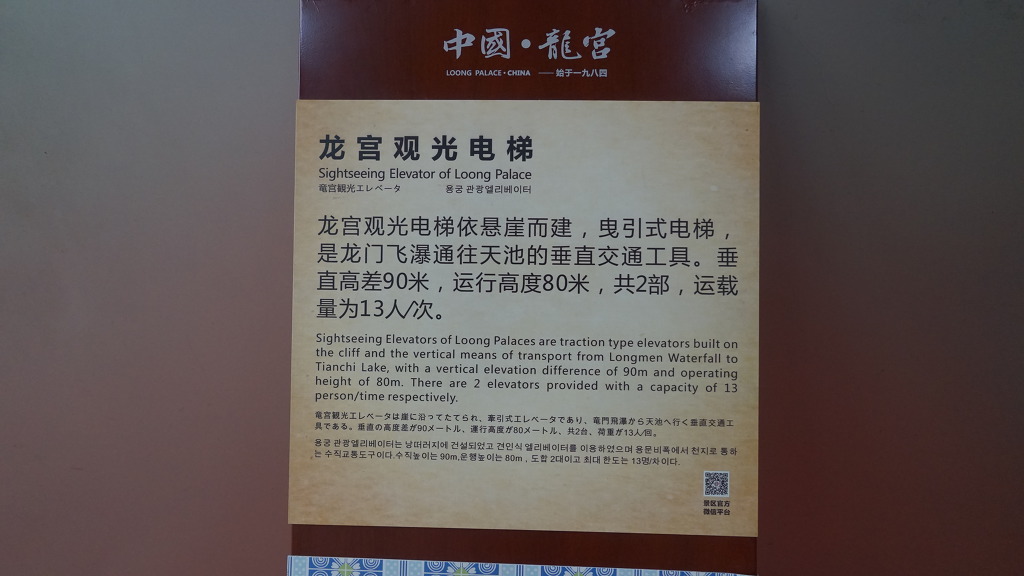 中國·龍宮
LOONG PALACE·CHINA ——始于一九八四
龙宫观光电梯
Sightseeing Elevator of Loong Palace
竜宮観光エレベータ 용궁 관광엘리베이터
龙宫观光电梯依悬崖而建，曳引式电梯，
是龙门飞瀑通往天池的垂直交通工具。垂
直高差90米，运行高度80米，共2部，运载
量为13人/次。
Sightseeing Elevators of Loong Palaces are traction type elevators built on
the cliff and the vertical means of transport from Longmen Waterfall to
Tianchi Lake, with a vertical elevation difference of 90m and operating
height of 80m. There are 2 elevators provided with a capacity of 13
person/time respectively.
竜宮観光エレベータは崖に沿ってたてられ、牽引式エレベータであり、竜門飛瀑から天池へ行く垂直交通工
具である。垂直の高度差が90メートル、運行高度が80メートル、共2台、荷重が13人/回。
용궁 관광엘리베이터는 낭떠러지에 건설되었고 견인식 엘리베이터를 이용하였으며 용문비폭에서 천지로 통하
는 수직교통도구이다.수직높이는 90m,운행높이는 80m , 도합 2대이고 최대 한도는 13명/차이다.
景区官方
微信平台